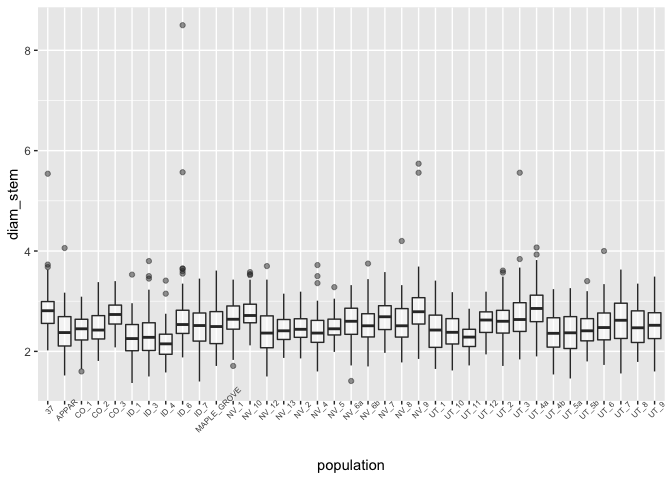 diam_stem
8
6
4
2
37
APPAR
CO_1
CO_2
CO_3
ID_1
ID_3
ID_4
ID_6
ID_7
MAPLE_GROVE
NV_1
NV_10
NV_12
NV_13
NV_2
NV_4
NV_5
NV_6a
NV_6b
NV_7
NV_8
NV_9
UT_1
UT_10
UT_11
UT_12
UT_2
UT_3
UT_4a
UT_4b
UT_5a
UT_5b
UT_6
UT_7
UT_8
UT_9
population